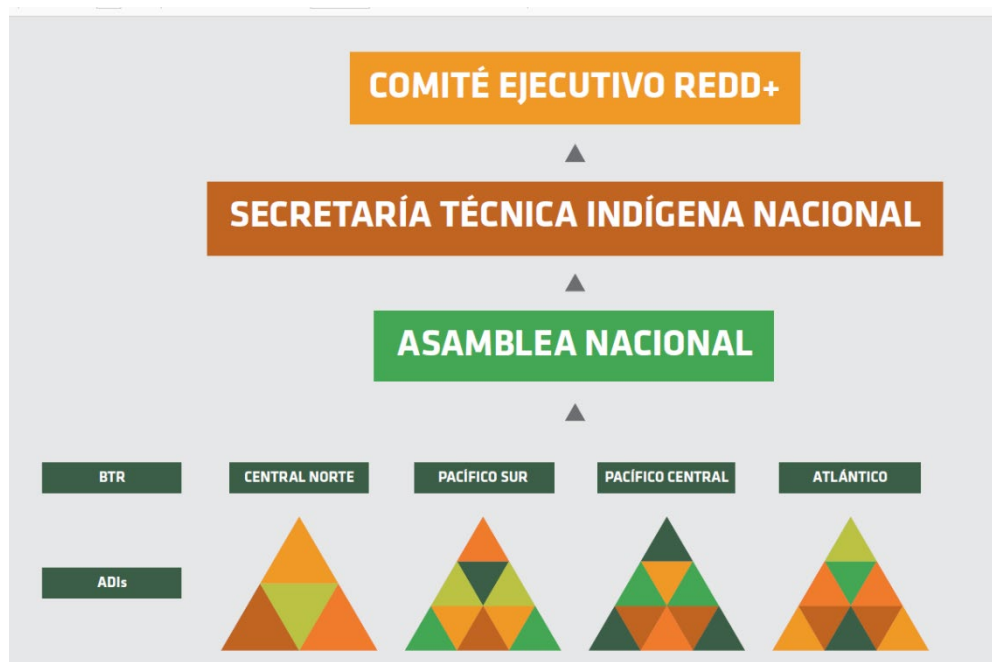 COMITÉ EJECUTIVO REDD+
SECRETARÍA TÉCNICA INDÍGENA NACIONAL
ASAMBLEA NACIONAL
BTR
CENTRAL NORTE
PACÍFICO SUR
PACÍFICO CENTRAL
ATLÁNTICO
ADIs